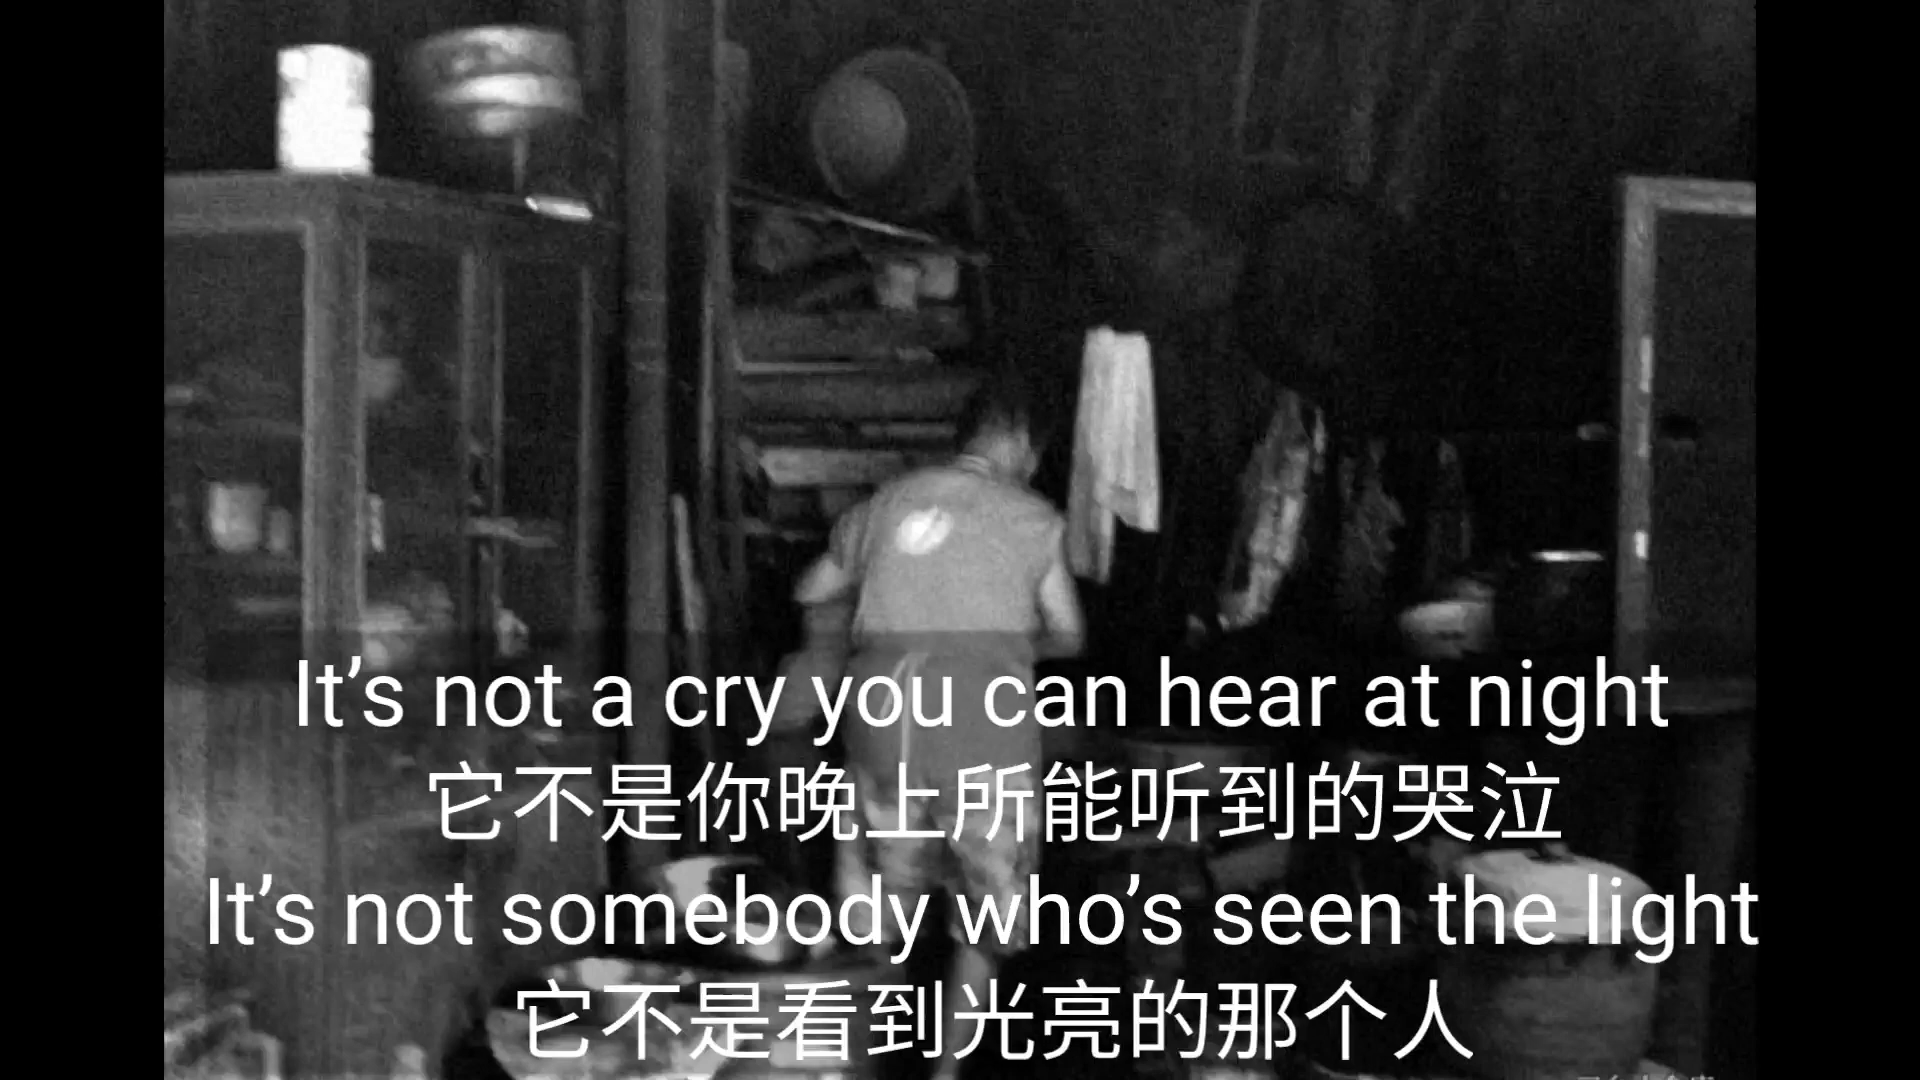 It’s not a cry you can hear at night
它不是你晚上所能听到的哭泣
It’s not somebody who’s seen the light
它不是看到光亮的那个人